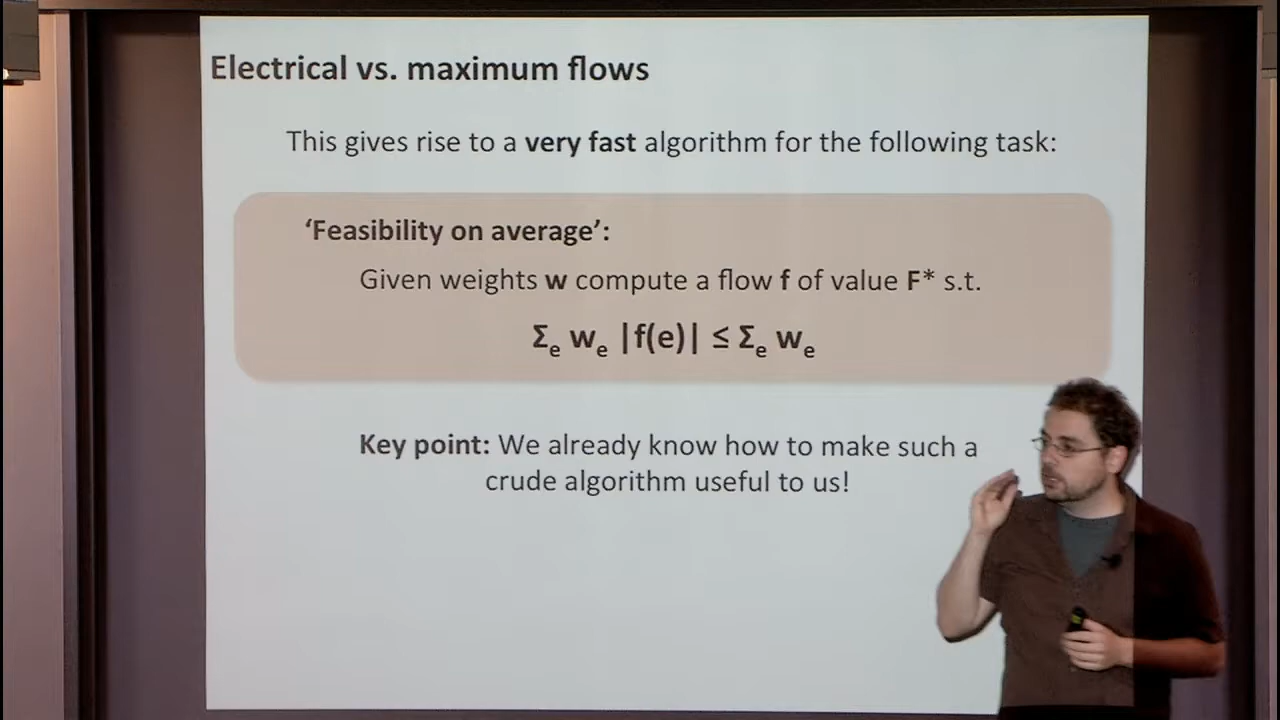 Electrical vs. maximum flows
This gives rise to a very fast algorithm for the following task:
‘Feasibility on average’:
Given weights w compute a flow f of value F* s.t.
Σe we |f(e)| ≤ Σe we
Key point: We already know how to make such a
crude algorithm useful to us!